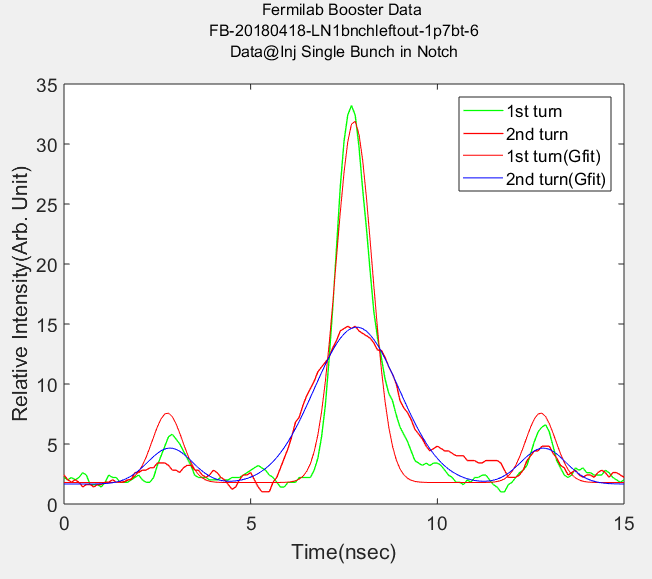 Fermilab Booster Data
FB-20180418-LN1bnchleftout-1p7bt-6
Data@Inj Single Bunch in Notch
35
30
25
20
15
10
5
0
Relative Intensity(Arb. Unit)
1st turn
2nd turn
1st turn(Gfit)
2nd turn(Gfit)
0 5 10 15
Time(nsec)